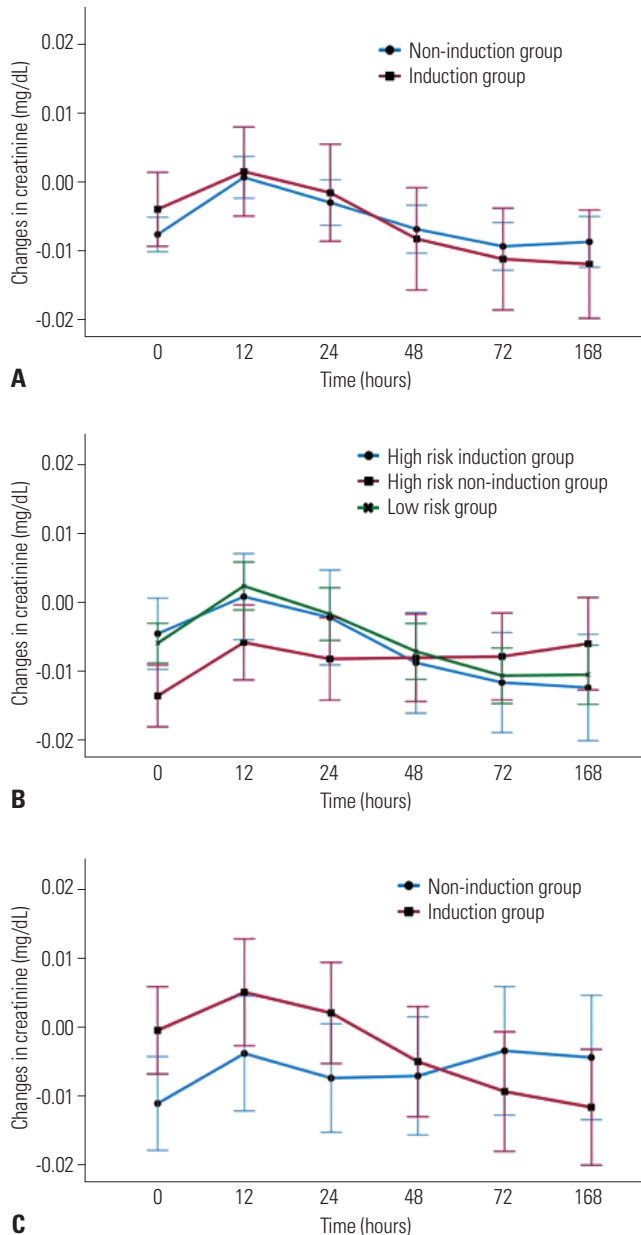 0.02
Non-induction group
Induction group
0.01
0.00
-0.01
-0.02
Changes in creatinine (mg/dL)
0 12 24 48 72 168
Time (hours)
A
0.02
High risk induction group
High risk non-induction group
Low risk group
0.01
0.00
-0.01
-0.02
Changes in creatinine (mg/dL)
0 12 24 48 72 168
Time (hours)
B
0.02
Non-induction group
Induction group
0.01
0.00
-0.01
-0.02
Changes in creatinine (mg/dL)
0 12 24 48 72 168
Time (hours)
C